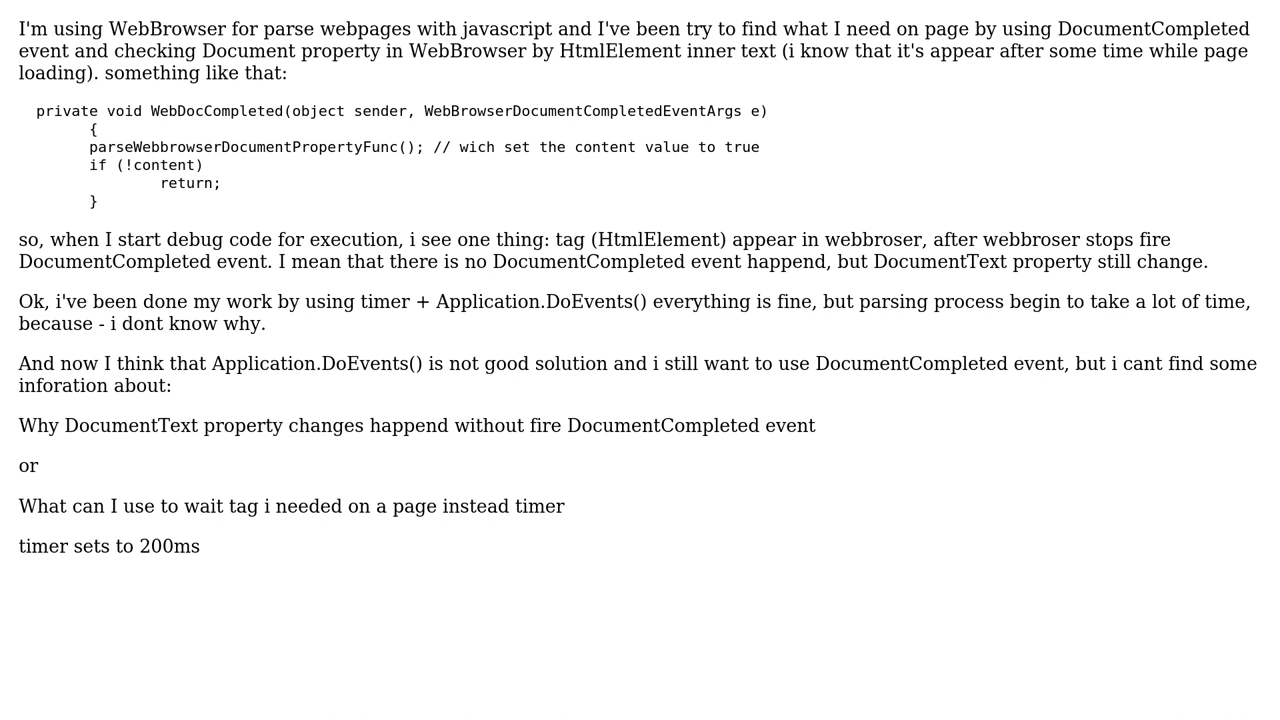 I'm using WebBrowser for parse webpages with javascript and I've been try to find what I need on page by using DocumentCompleted
event and checking Document property in WebBrowser by HtmlElement inner text (i know that it's appear after some time while page
loading). something like that:
private void WebDocCompleted(object sender, WebBrowserDocumentCompletedEventArgs e)
{
parseWebbrowserDocumentPropertyFunc(); // wich set the content value to true
if (!content)
return;
}
so, when I start debug code for execution, i see one thing: tag (HtmlElement) appear in webbroser, after webbroser stops fire
DocumentCompleted event. I mean that there is no DocumentCompleted event happend, but DocumentText property still change.
Ok, i've been done my work by using timer + Application.DoEvents() everything is fine, but parsing process begin to take a lot of time,
because - i dont know why.
And now I think that Application.DoEvents() is not good solution and i still want to use DocumentCompleted event, but i cant find some
inforation about:
Why DocumentText property changes happend without fire DocumentCompleted event
or
What can I use to wait tag i needed on a page instead timer
timer sets to 200ms